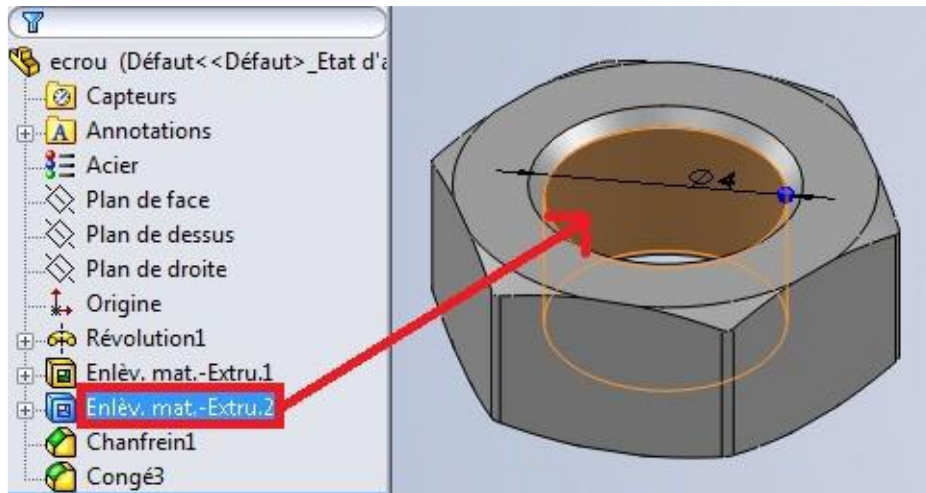 ecrou (Défaut<<Défaut>_Etat d'a
Capteurs
Annotations
Acier
Plan de face
Plan de dessus
Plan de droite
Origine
Révolution1
Enlèv. mat.-Extru.1
Enlèv. mat.-Extru.2
Chanfrein1
Congé3
∅ 4